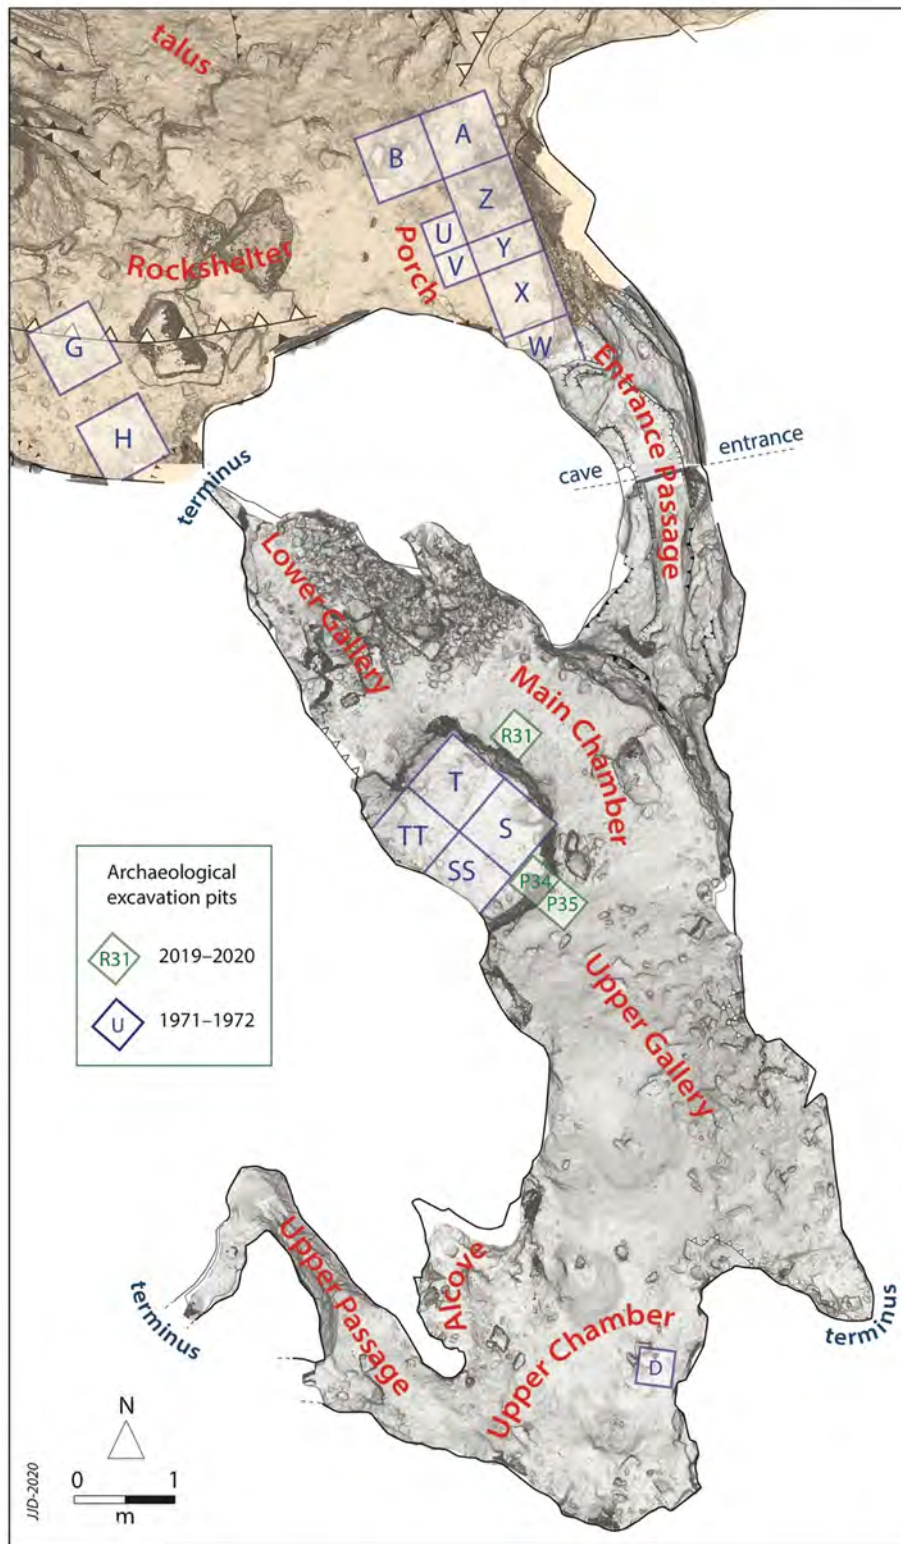 talus
B
A
Z
U
Y
V
X
W
Porch
Rockshelter
G
H
Entrance Passage
cave
entrance
terminus
Lower Gallery
Main Chamber
R31
T
S
TT
SS
P34
P35
Archaeological
excavation pits
R31 2019–2020
U 1971–1972
Upper Gallery
Upper Passage
Alcove
Upper Chamber
D
terminus
terminus
N
0 1
m
JJD-2020